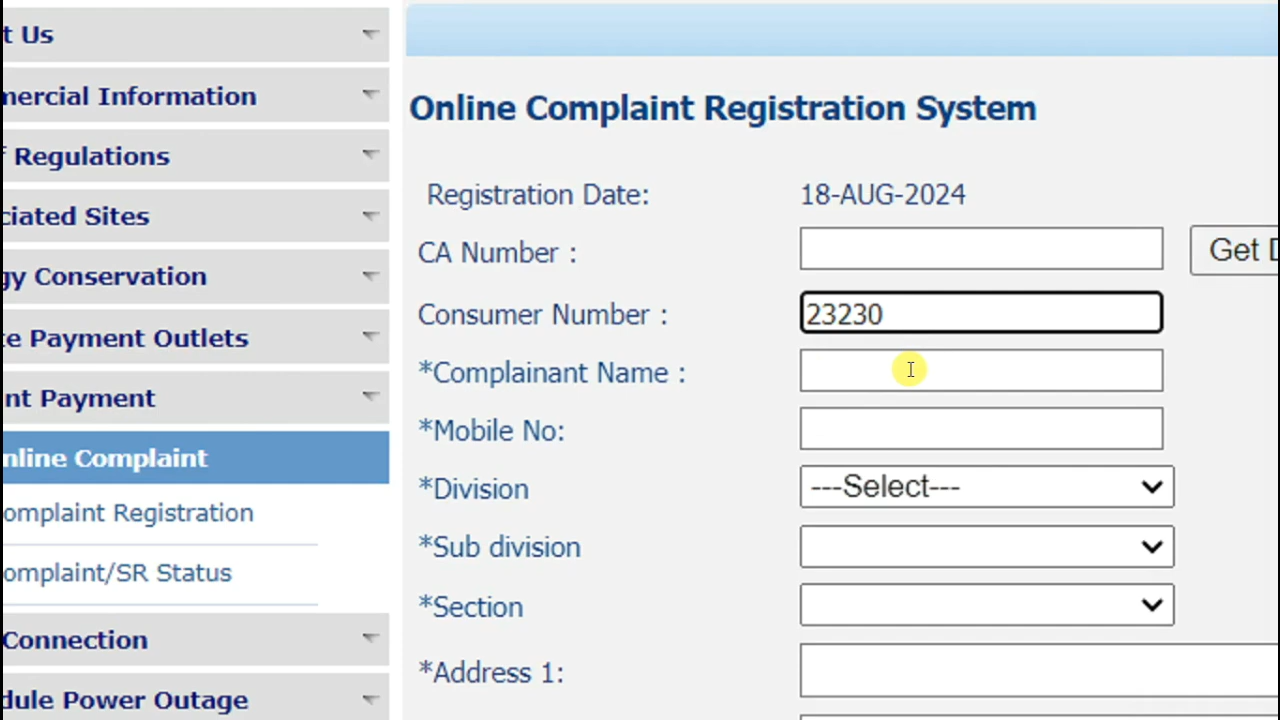 t Us
mercial Information
f Regulations
ciated Sites
gy Conservation
te Payment Outlets
nt Payment
nline Complaint
omplaint Registration
omplaint/SR Status
Connection
dule Power Outage
Online Complaint Registration System
Registration Date: 18-AUG-2024
CA Number : Get D
Consumer Number : 23230
*Complainant Name :
*Mobile No:
*Division ---Select---
*Sub division
*Section
*Address 1: